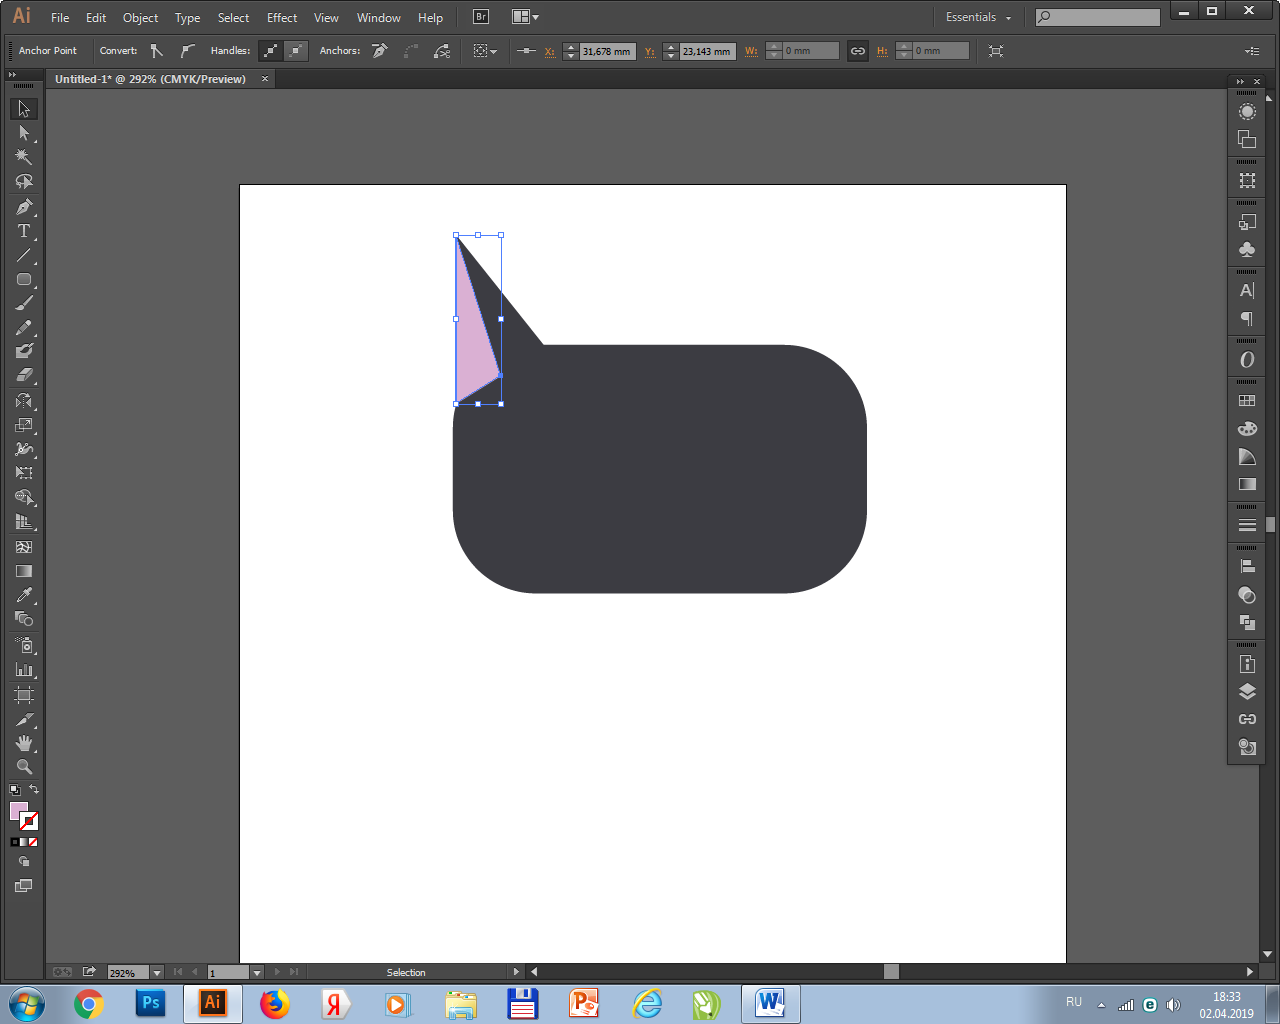 Ai File Edit Object Type Select Effect View Window Help Br Essentials
Anchor Point Convert: Handles: Anchors: X: 31,678 mm Y: 23,143 mm W: 0 mm H: 0 mm
Untitled-1* @ 292% (CMYK/Preview) ×
292% 1 Selection
Ps Ai Я W
RU 18:33
02.04.2019